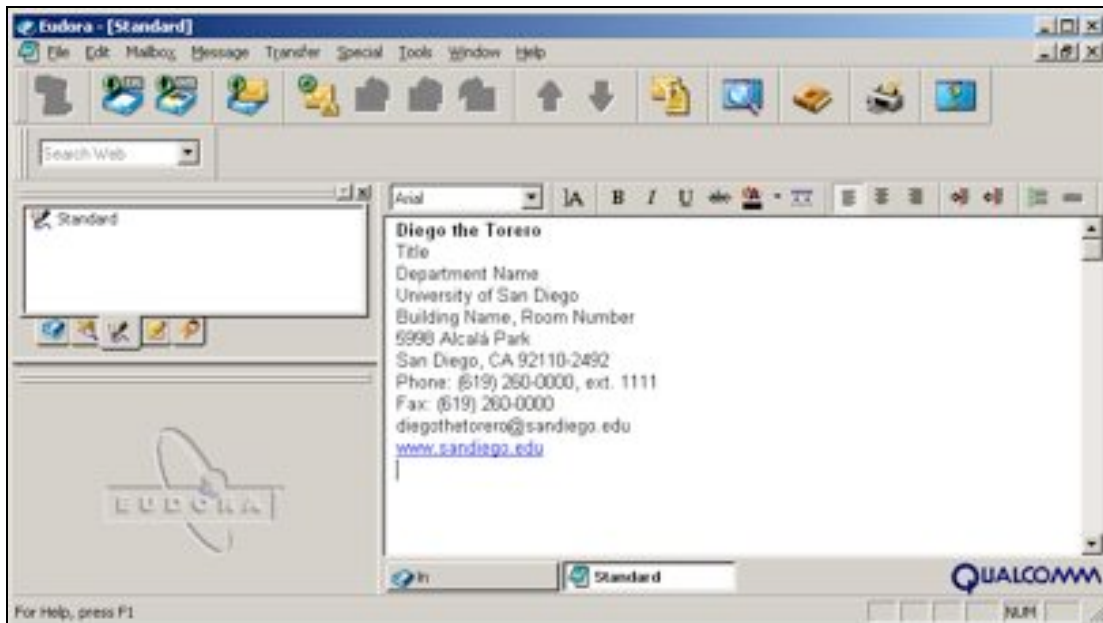 Eudora - [Standard]
File Edit Mailbox Message Transfer Special Tools Window Help
Search Web
Standard
Arial
A B I U abc
Diego the Torero
Title
Department Name
University of San Diego
Building Name, Room Number
5998 Alcalá Park
San Diego, CA 92110-2492
Phone: (619) 260-0000, ext. 1111
Fax: (619) 260-0000
diegothetorero@sandiego.edu
www.sandiego.edu
EUDORA
In
Standard
QUALCOMM
For Help, press F1
NUM